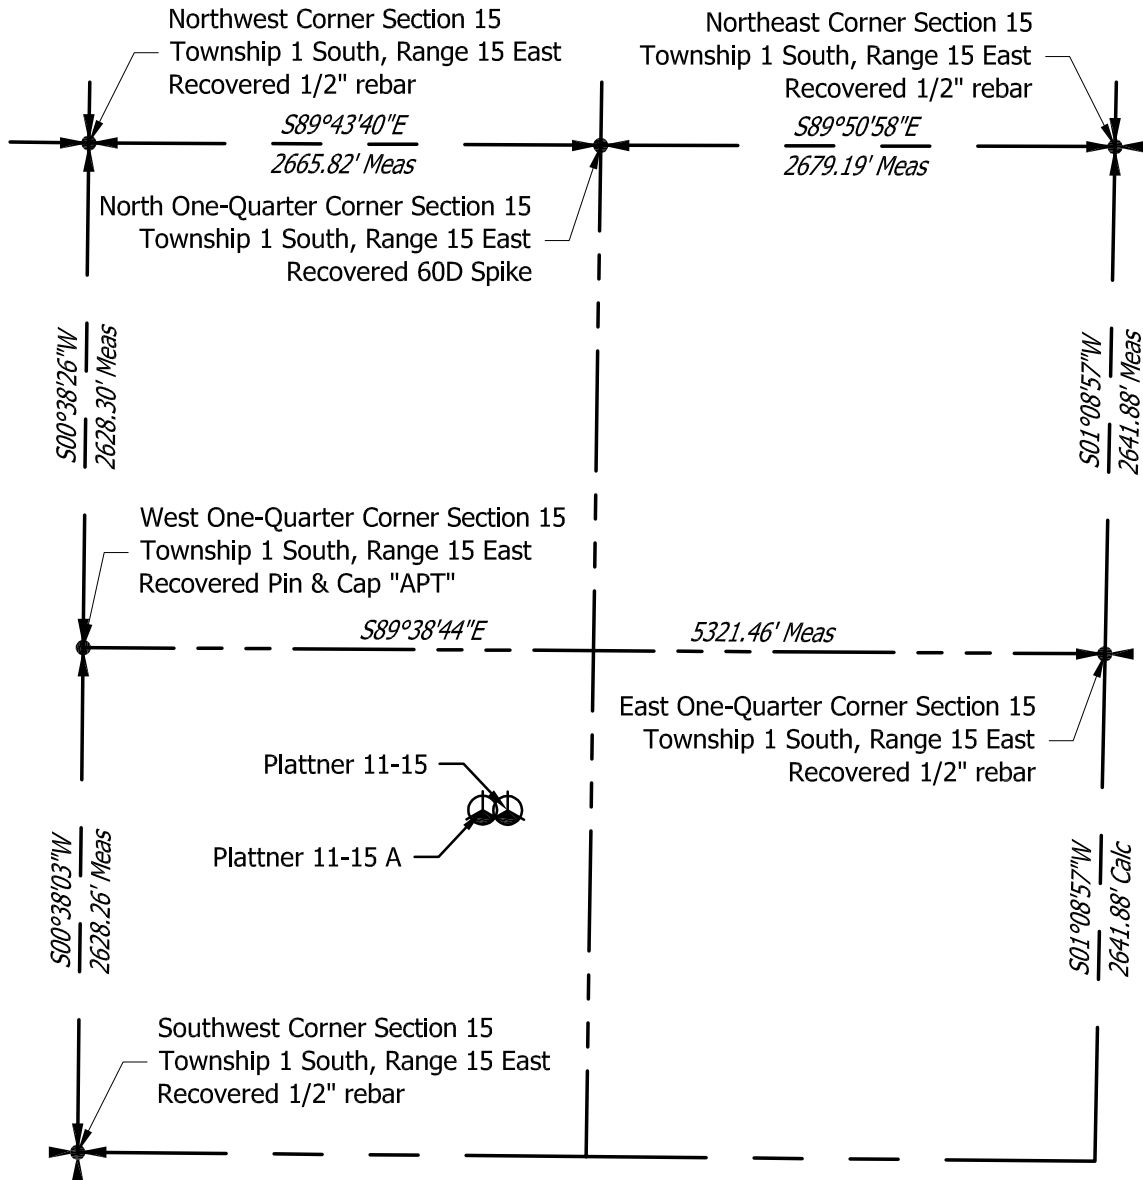 Northwest Corner Section 15
Township 1 South, Range 15 East
Recovered 1/2" rebar
Northeast Corner Section 15
Township 1 South, Range 15 East
Recovered 1/2" rebar
S89°43'40"E
2665.82' Meas
S89°50'58"E
2679.19' Meas
North One-Quarter Corner Section 15
Township 1 South, Range 15 East
Recovered 60D Spike
S00°38'26"W
2628.30' Meas
S01°08'57"W
2641.88' Meas
West One-Quarter Corner Section 15
Township 1 South, Range 15 East
Recovered Pin & Cap "APT"
S89°38'44"E
5321.46' Meas
East One-Quarter Corner Section 15
Township 1 South, Range 15 East
Recovered 1/2" rebar
Plattner 11-15
Plattner 11-15 A
S00°38'03"W
2628.26' Meas
S01°08'57"W
2641.88' Calc
Southwest Corner Section 15
Township 1 South, Range 15 East
Recovered 1/2" rebar